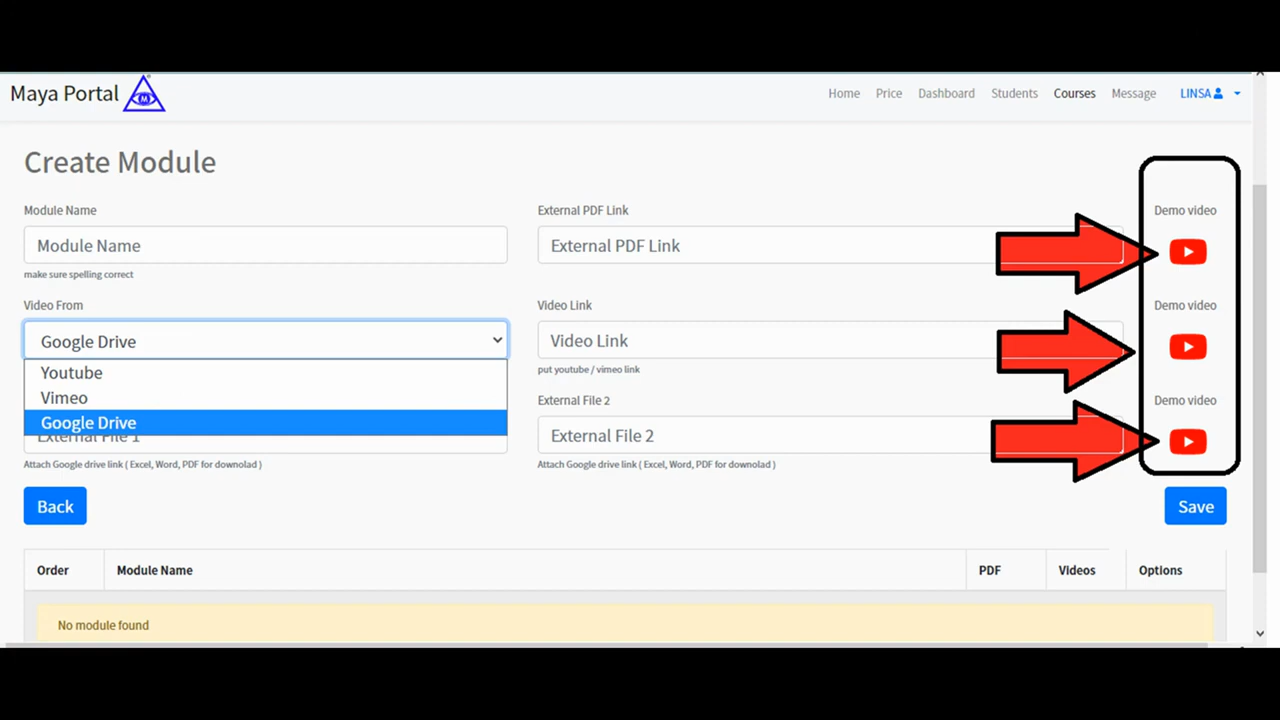 Maya Portal
Home Price Dashboard Students Courses Message LINSA
Create Module
Module Name External PDF Link Demo video
Module Name External PDF Link
make sure spelling correct
Video From Video Link Demo video
Google Drive Video Link
Youtube put youtube / vimeo link
Vimeo External File 2 Demo video
Google Drive
External File 1 External File 2
Attach Google drive link ( Excel, Word, PDF for downolad ) Attach Google drive link ( Excel, Word, PDF for downolad )
Back Save
Order Module Name PDF Videos Options
No module found